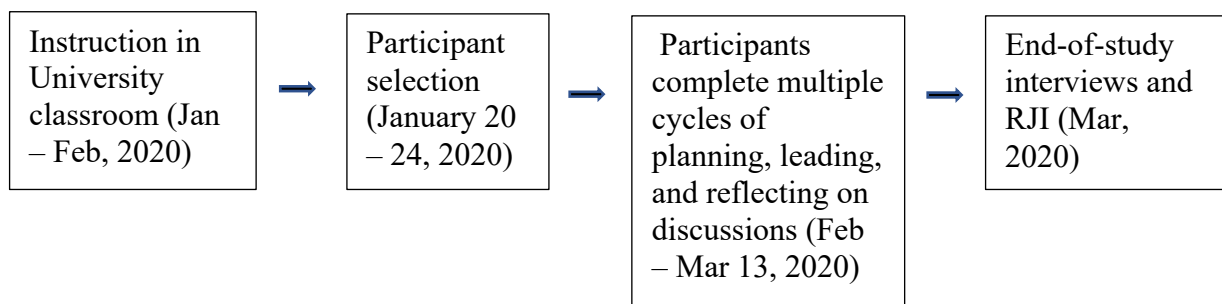 Instruction in
University
classroom (Jan
– Feb, 2020)
Participant
selection
(January 20
– 24, 2020)
Participants
complete multiple
cycles of
planning, leading,
and reflecting on
discussions (Feb
– Mar 13, 2020)
End-of-study
interviews and
RJI (Mar,
2020)